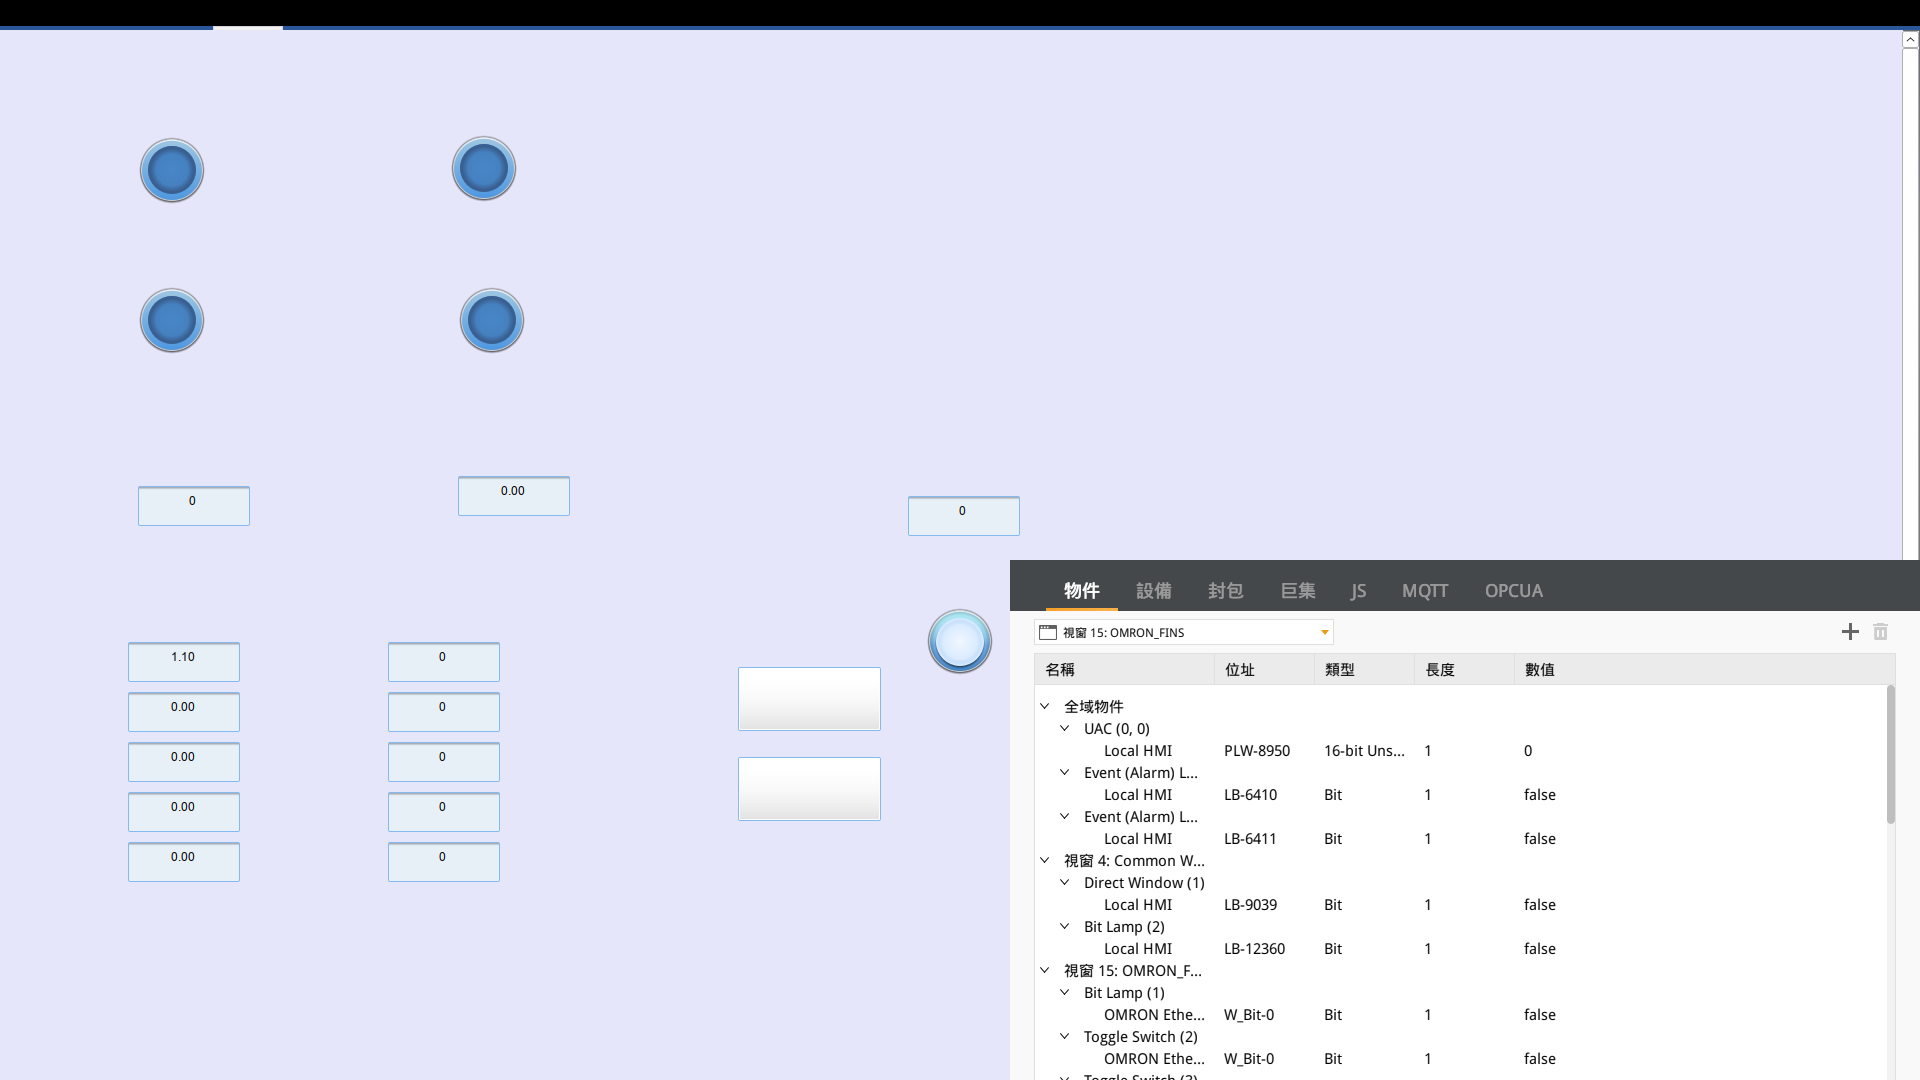 0
0.00
0
1.10
0
0.00
0
0.00
0
0.00
0
0.00
0
物件 設備 封包 巨集 JS MQTT OPCUA
視窗 15: OMRON_FINS
名稱 位址 類型 長度 數值
全域物件
UAC (0, 0)
Local HMI PLW-8950 16-bit Uns... 1 0
Event (Alarm) L...
Local HMI LB-6410 Bit 1 false
Event (Alarm) L...
Local HMI LB-6411 Bit 1 false
視窗 4: Common W...
Direct Window (1)
Local HMI LB-9039 Bit 1 false
Bit Lamp (2)
Local HMI LB-12360 Bit 1 false
視窗 15: OMRON_F...
Bit Lamp (1)
OMRON Ethe... W_Bit-0 Bit 1 false
Toggle Switch (2)
OMRON Ethe... W_Bit-0 Bit 1 false
Toggle Switch (3)